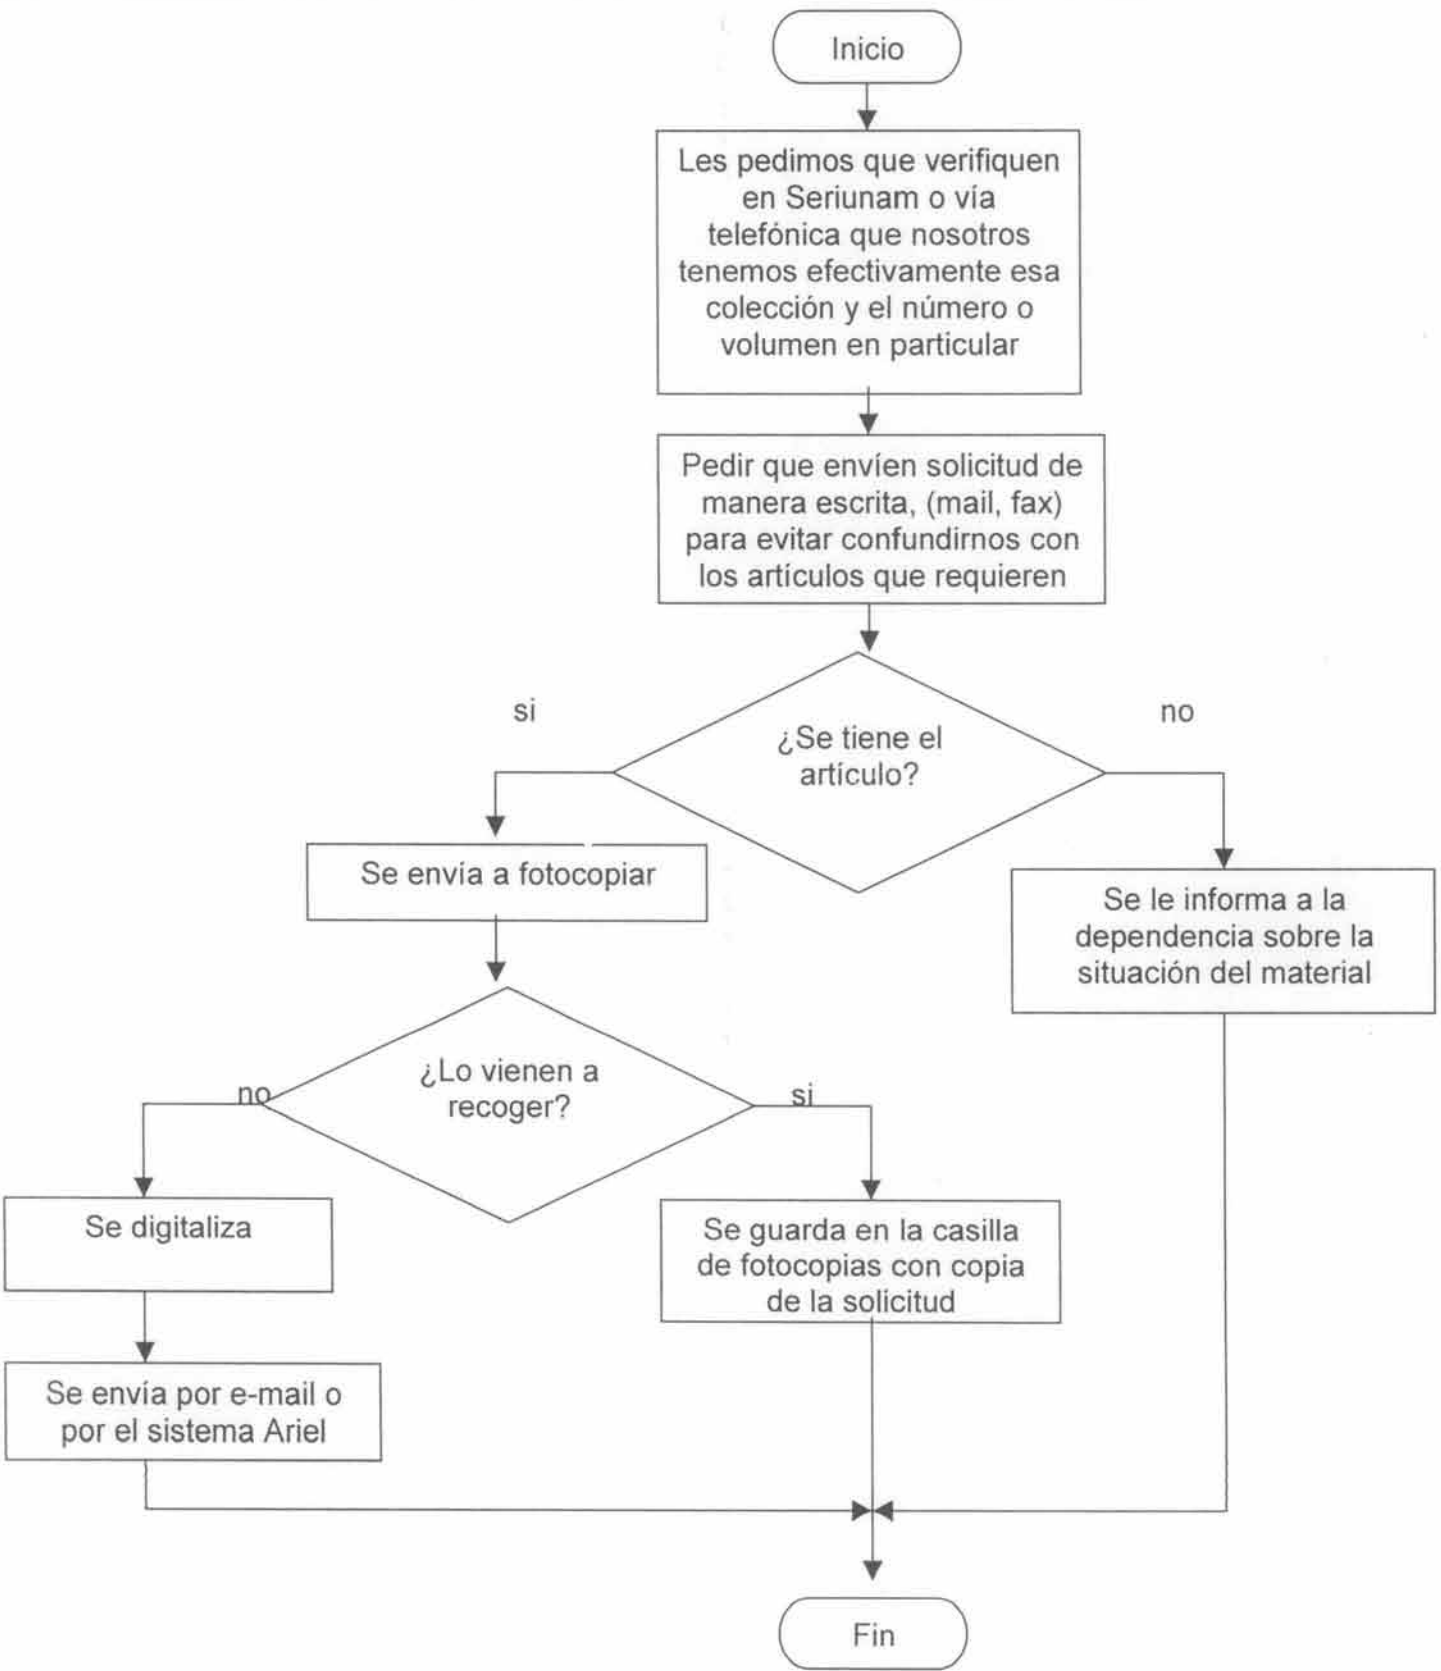 Inicio
Les pedimos que verifiquen
en Seriunam o vía
telefónica que nosotros
tenemos efectivamente esa
colección y el número o
volumen en particular
Pedir que envíen solicitud de
manera escrita, (mail, fax)
para evitar confundirnos con
los artículos que requieren
si
no
¿Se tiene el
artículo?
Se envía a fotocopiar
Se le informa a la
dependencia sobre la
situación del material
¿Lo vienen a
recoger?
no
si
Se digitaliza
Se guarda en la casilla
de fotocopias con copia
de la solicitud
Se envía por e-mail o
por el sistema Ariel
Fin